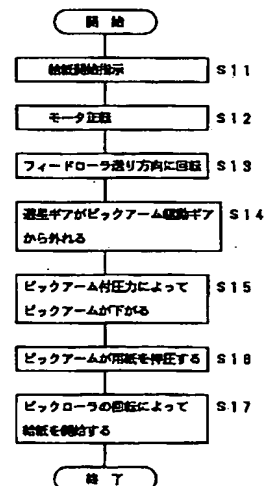 開 始
給紙開始指示
S11
モータ正転
S12
フィードローラ送り方向に回転
S13
遊星ギアがピックアーム駆動ギア
から外れる
S14
ピックアーム付圧力によって
ピックアームが下がる
S15
ピックアームが用紙を押圧する
S16
ピックローラの回転によって
給紙を開始する
S17
終 了